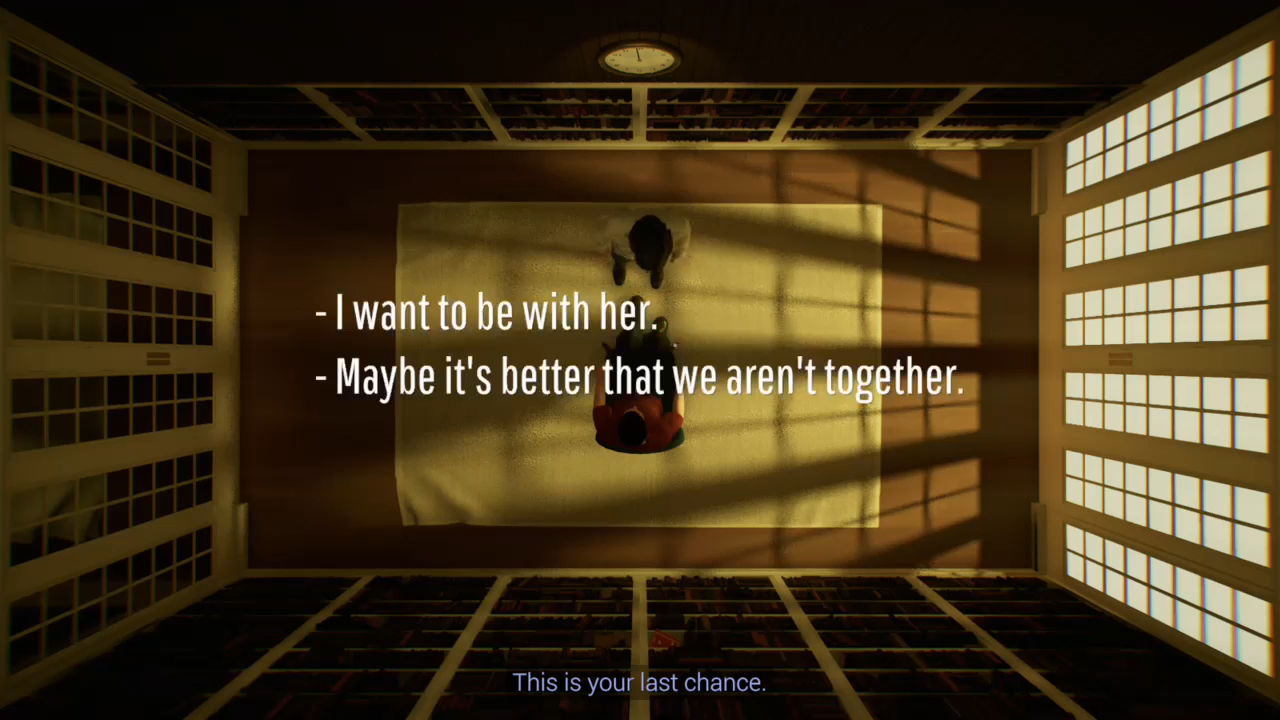 - I want to be with her.
- Maybe it's better that we aren't together.
This is your last chance.